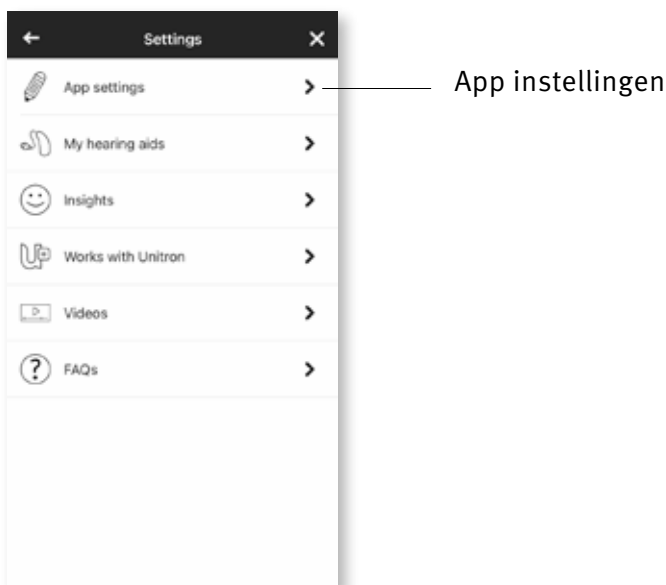 Settings
App settings
App instellingen
My hearing aids
Insights
Works with Unitron
Videos
FAQs